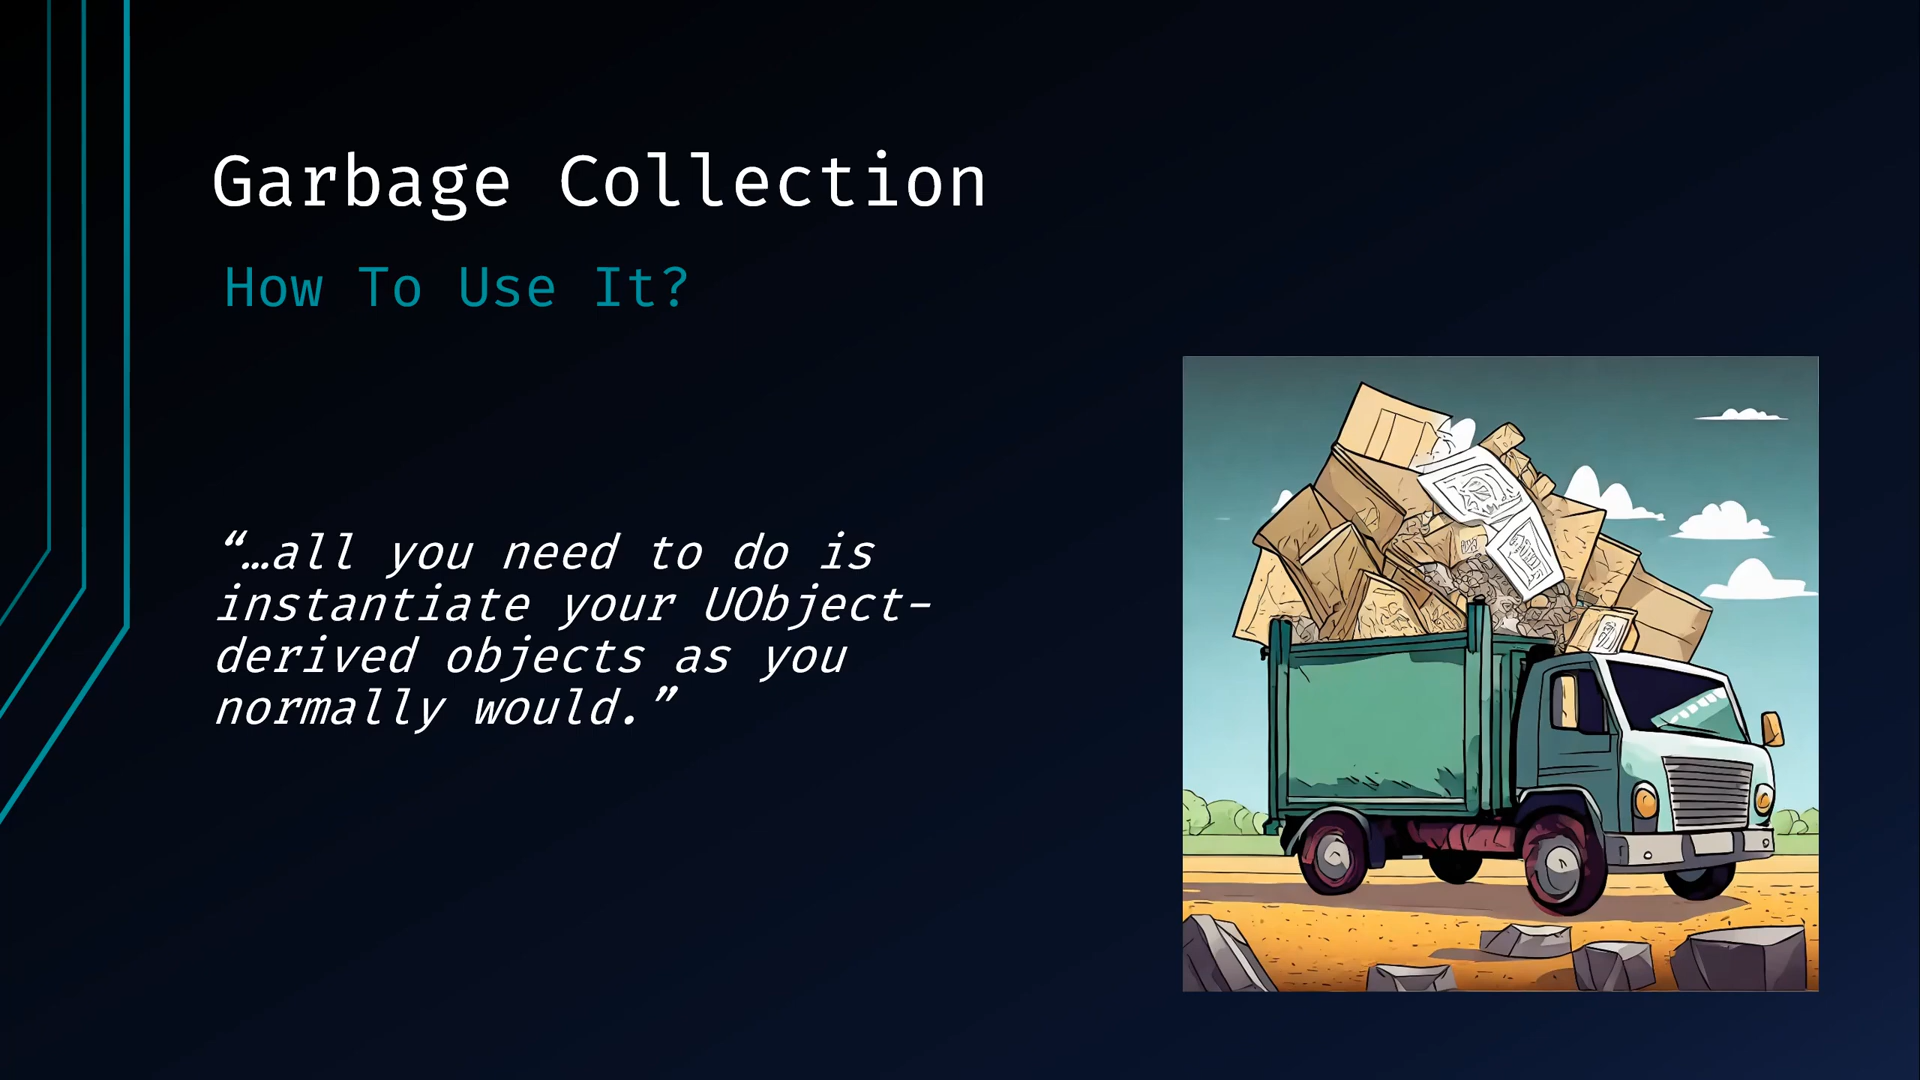 Garbage Collection
How To Use It?
“…all you need to do is
instantiate your UObject-
derived objects as you
normally would.”